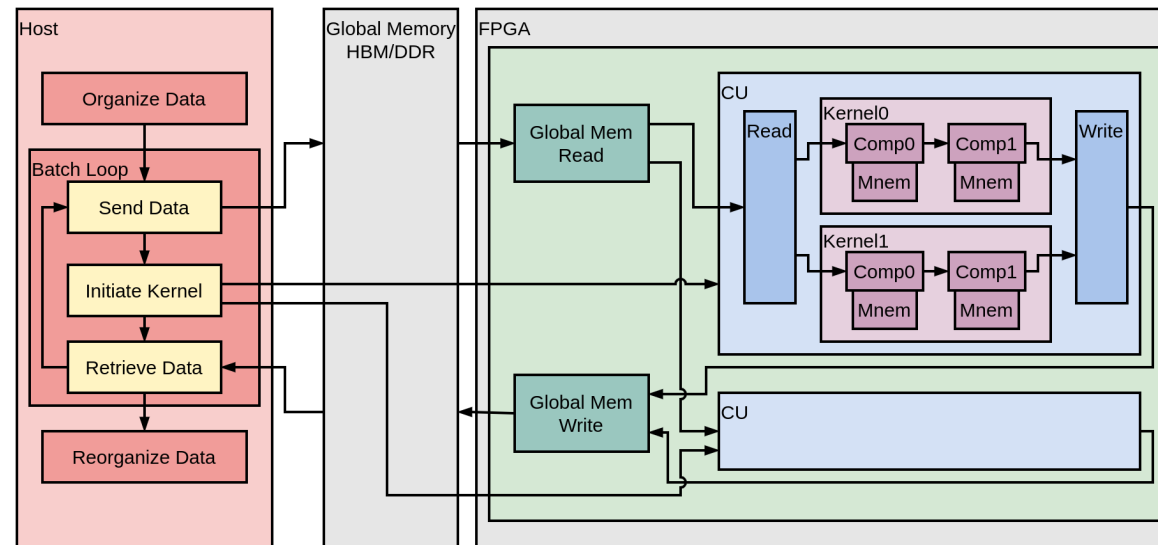 Host
Organize Data
Batch Loop
Send Data
Initiate Kernel
Retrieve Data
Reorganize Data
Global Memory
HBM/DDR
FPGA
Global Mem
Read
Global Mem
Write
CU
Read
Kernel0
Comp0
Mnem
Comp1
Mnem
Kernel1
Comp0
Mnem
Comp1
Mnem
Write
CU